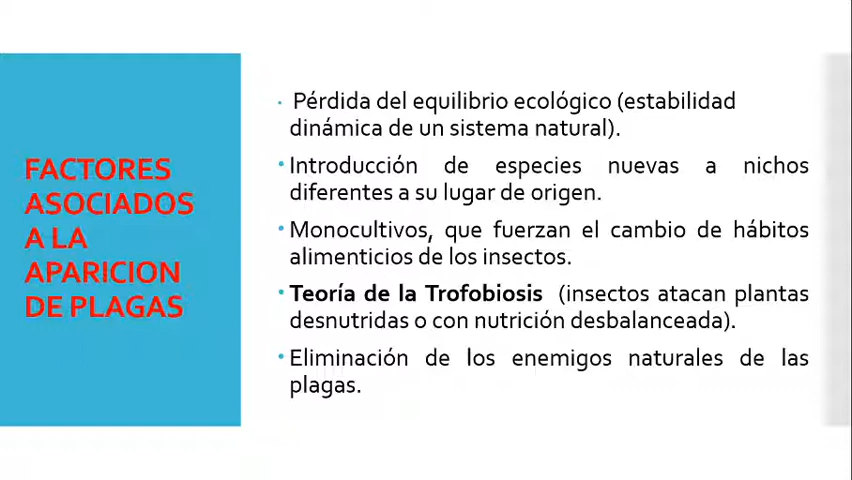 FACTORES
ASOCIADOS
A LA
APARICION
DE PLAGAS
• Pérdida del equilibrio ecológico (estabilidad
dinámica de un sistema natural).
• Introducción de especies nuevas a nichos
diferentes a su lugar de origen.
• Monocultivos, que fuerzan el cambio de hábitos
alimenticios de los insectos.
• Teoría de la Trofobiosis (insectos atacan plantas
desnutridas o con nutrición desbalanceada).
• Eliminación de los enemigos naturales de las
plagas.